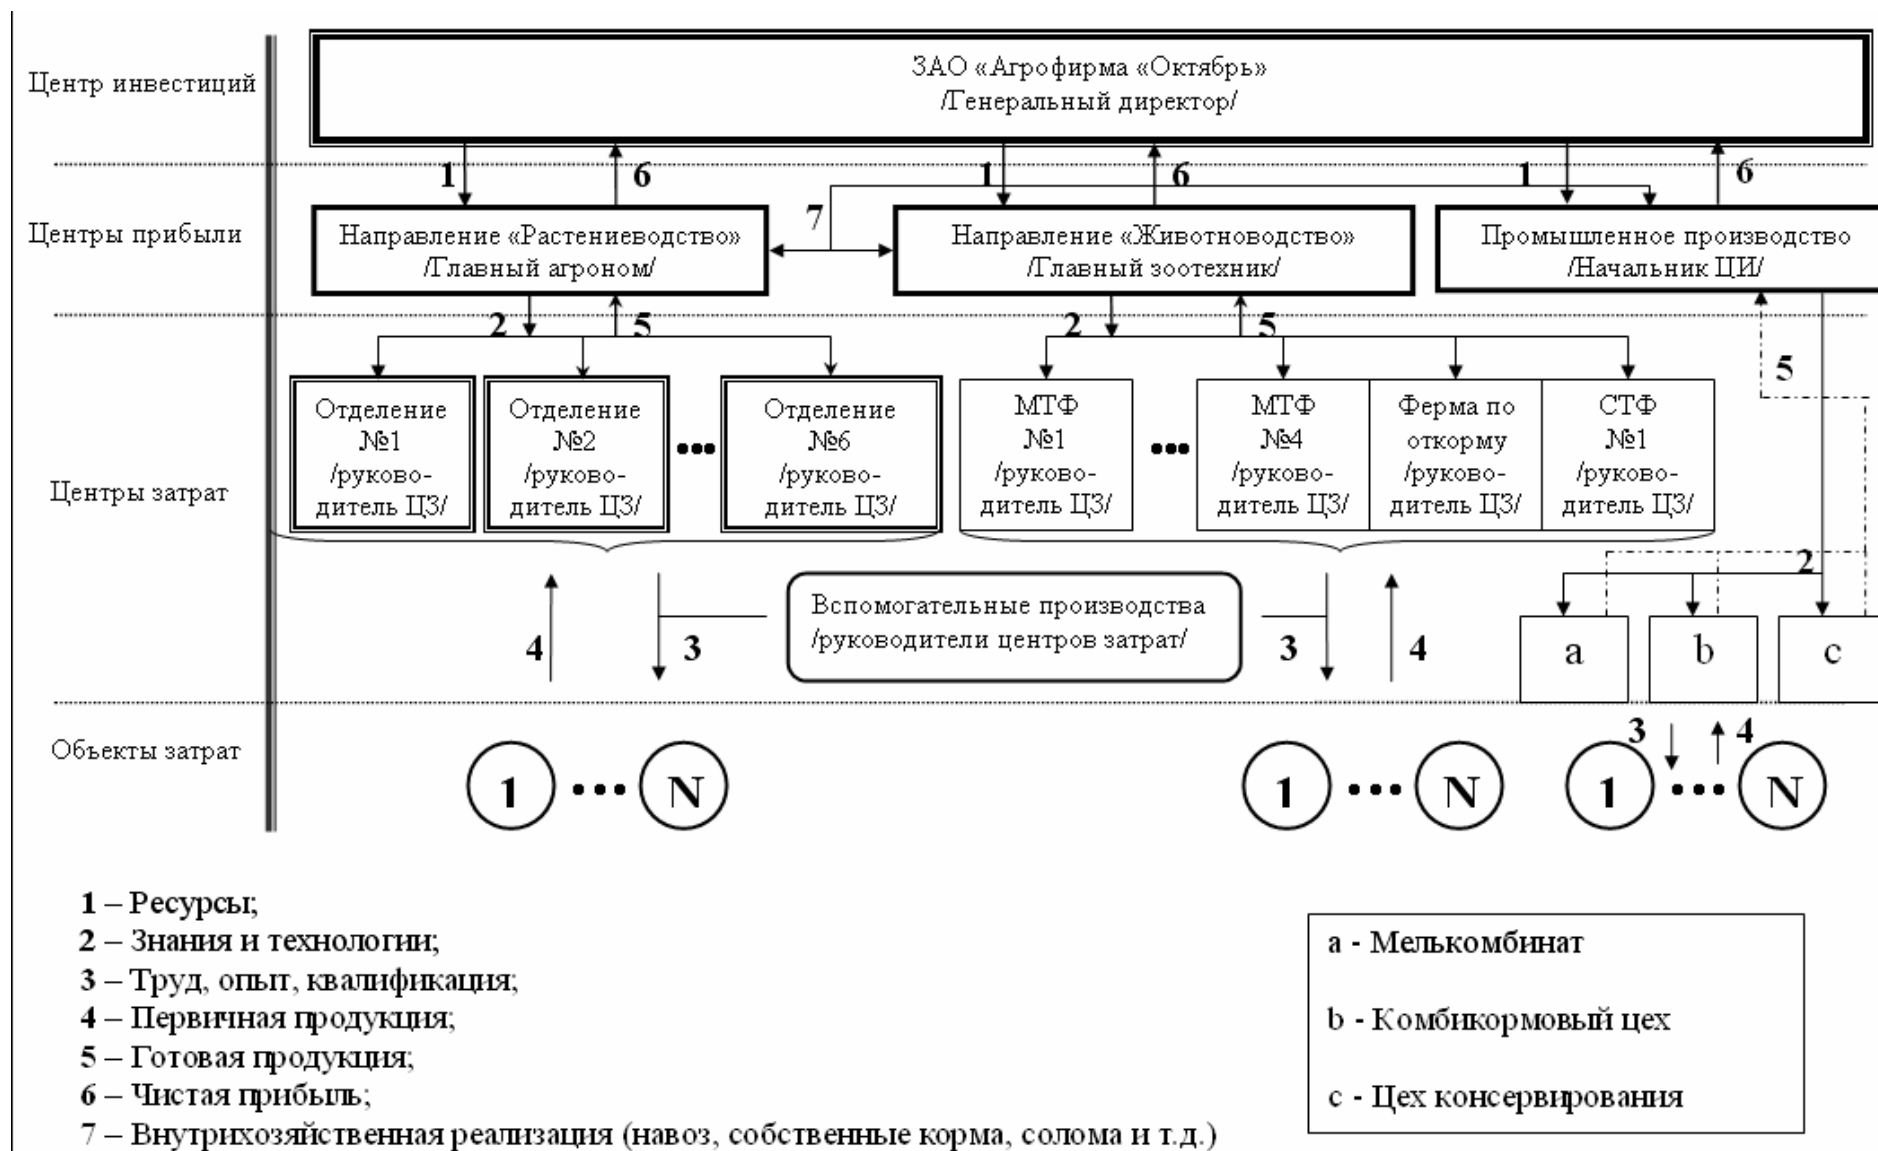 Центр инвестиций
ЗАО «Агрофирма «Октябрь»
/Генеральный директор/
1
6
1
6
1
6
7
Центры прибыли
Направление «Растениеводство»
/Главный агроном/
Направление «Животноводство»
/Главный зоотехник/
Промышленное производство
/Начальник ЦИ/
2
5
2
5
5
Центры затрат
Отделение
№1
/руково-
дитель ЦЗ/
Отделение
№2
/руково-
дитель ЦЗ/
Отделение
№6
/руково-
дитель ЦЗ/
МТФ
№1
/руково-
дитель ЦЗ/
МТФ
№4
/руково-
дитель ЦЗ/
Ферма по
откорму
/руково-
дитель ЦЗ/
СТФ
№1
/руково-
дитель ЦЗ/
2
4
3
Вспомогательные производства
/руководители центров затрат/
3
4
a
b
c
Объекты затрат
3
4
1
N
1
N
1
N
1 – Ресурсы;
2 – Знания и технологии;
3 – Труд, опыт, квалификация;
4 – Первичная продукция;
5 – Готовая продукция;
6 – Чистая прибыль;
7 – Внутрихозяйственная реализация (навоз, собственные корма, солома и т.д.)
a - Мелькомбинат
b - Комбикормовый цех
c - Цех консервирования